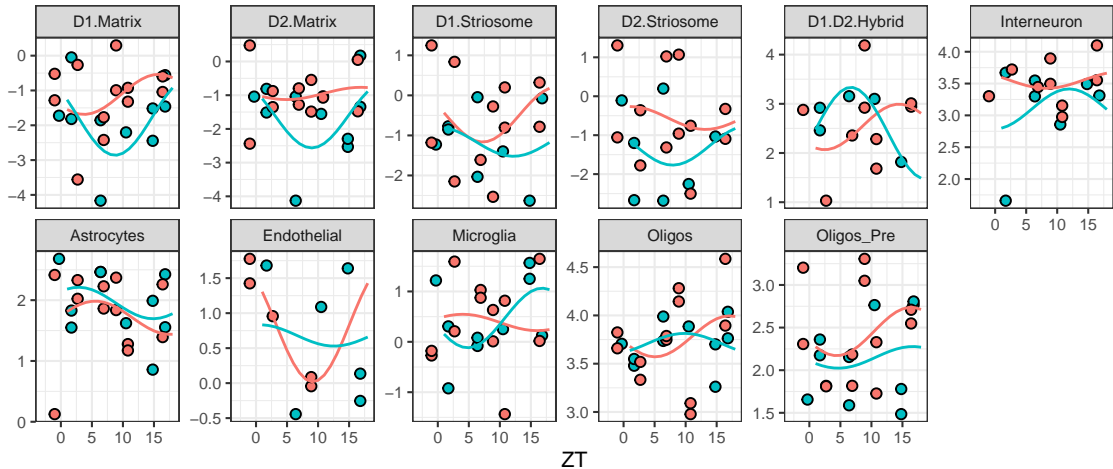 D1.Matrix D2.Matrix D1.Striosome D2.Striosome D1.D2.Hybrid Interneuron
0 −1 −2 −3 −4
0 −1 −2 −3 −4
1 0 −1 −2
1 0 −1 −2
4 3 2 1
4.0 3.5 3.0 2.5 2.0
Astrocytes Endothelial Microglia Oligos Oligos_Pre
0 5 10 15
2 1 0
1.5 1.0 0.5 0.0 −0.5
1 0 −1
4.5 4.0 3.5 3.0
3.0 2.5 2.0 1.5
0 5 10 15 0 5 10 15 0 5 10 15 0 5 10 15 0 5 10 15
ZT